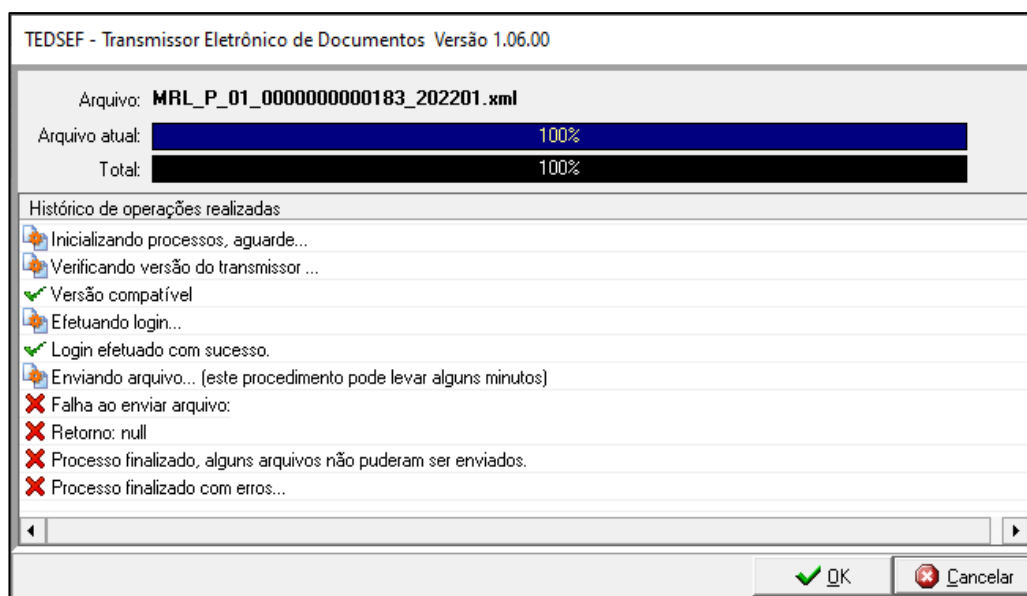 TEDSEF - Transmissor Eletrônico de Documentos Versão 1.06.00
Arquivo: MRL_P_01_0000000000183_202201.xml
Arquivo atual: 100%
Total: 100%
Histórico de operações realizadas
Inicializando processos, aguarde...
Verificando versão do transmissor ...
Versão compatível
Efetuando login...
Login efetuado com sucesso.
Enviando arquivo... (este procedimento pode levar alguns minutos)
Falha ao enviar arquivo:
Retorno: null
Processo finalizado, alguns arquivos não puderam ser enviados.
Processo finalizado com erros...
OK Cancelar